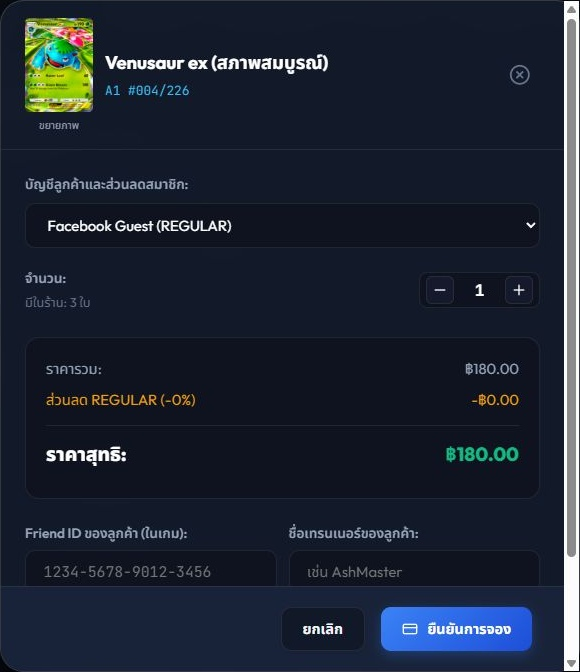 Venusaur ex (สภาพสมบูรณ์)
A1 #004/226
ขยายภาพ
บัญชีลูกค้าและส่วนลดสมาชิก:
Facebook Guest (REGULAR)
จำนวน:
มีในร้าน: 3 ใบ
1
ราคารวม: ฿180.00
ส่วนลด REGULAR (-0%) -฿0.00
ราคาสุทธิ: ฿180.00
Friend ID ของลูกค้า (ในเกม): ชื่อเทรนเนอร์ของลูกค้า:
1234-5678-9012-3456 เช่น AshMaster
ยกเลิก ยืนยันการจอง